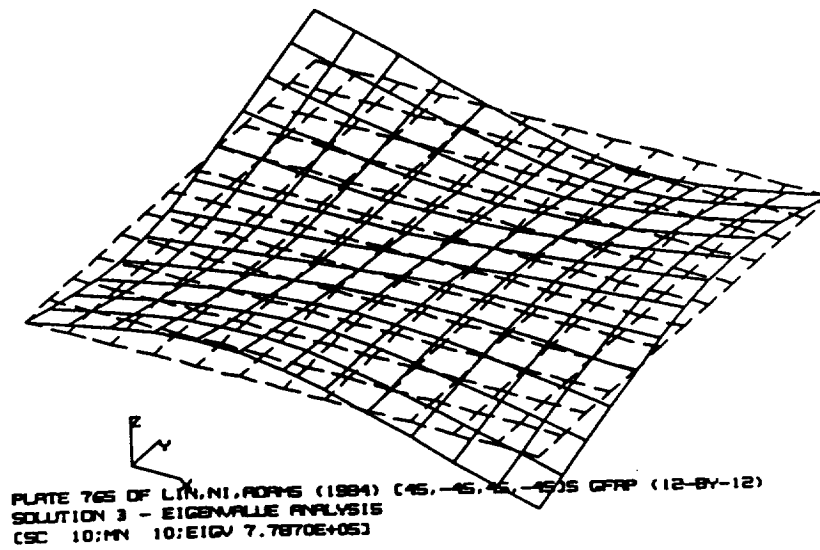 Z
Y
X
PLATE 765 OF LIN,NI,ADAMS (1984) [45,-45,45,-45]S GFRP (12-BY-12)
SOLUTION 3 - EIGENVALUE ANALYSIS
[SC 10;MN 10;EIGV 7.7870E+05]